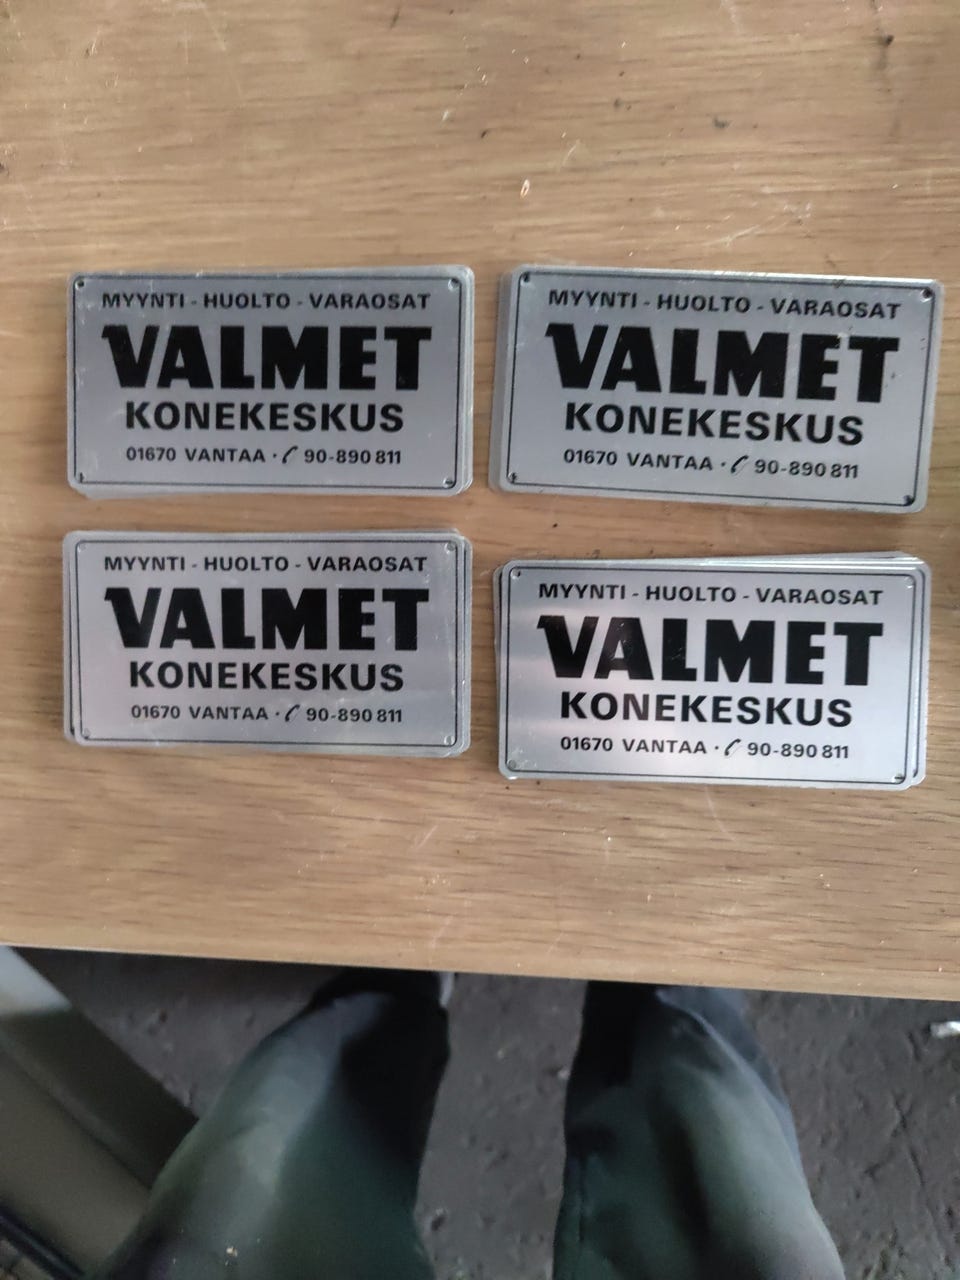 MYYNTI - HUOLTO - VARAOSAT
VALMET
KONEKESKUS
01670 VANTAA · ✆ 90-890 811
MYYNTI - HUOLTO - VARAOSAT
VALMET
KONEKESKUS
01670 VANTAA · ✆ 90-890 811
MYYNTI - HUOLTO - VARAOSAT
VALMET
KONEKESKUS
01670 VANTAA · ✆ 90-890 811
MYYNTI - HUOLTO - VARAOSAT
VALMET
KONEKESKUS
01670 VANTAA · ✆ 90-890 811